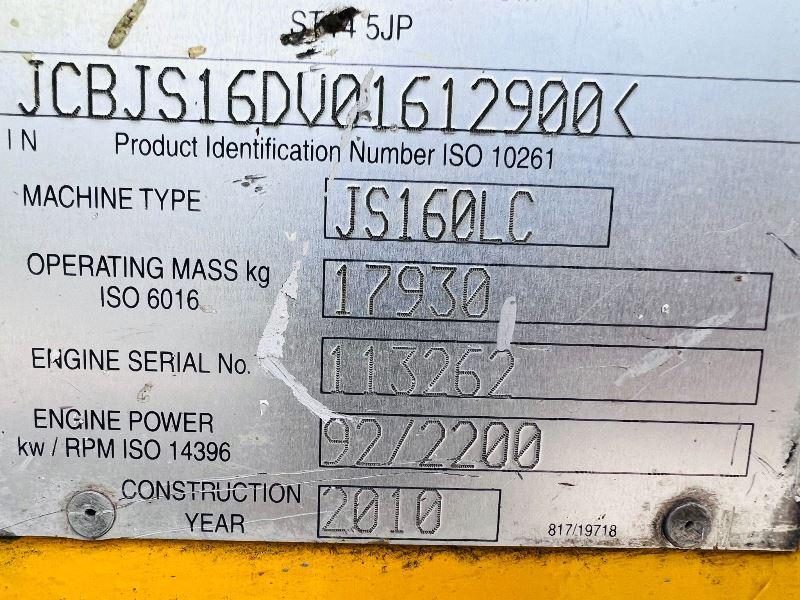 5JP
JCBJS16DV01612900<
IN Product Identification Number ISO 10261
MACHINE TYPE JS160LC
OPERATING MASS kg 17930
ISO 6016
ENGINE SERIAL No. 113262
ENGINE POWER 92/2200
kw / RPM ISO 14396
CONSTRUCTION 2010
YEAR
817/19718